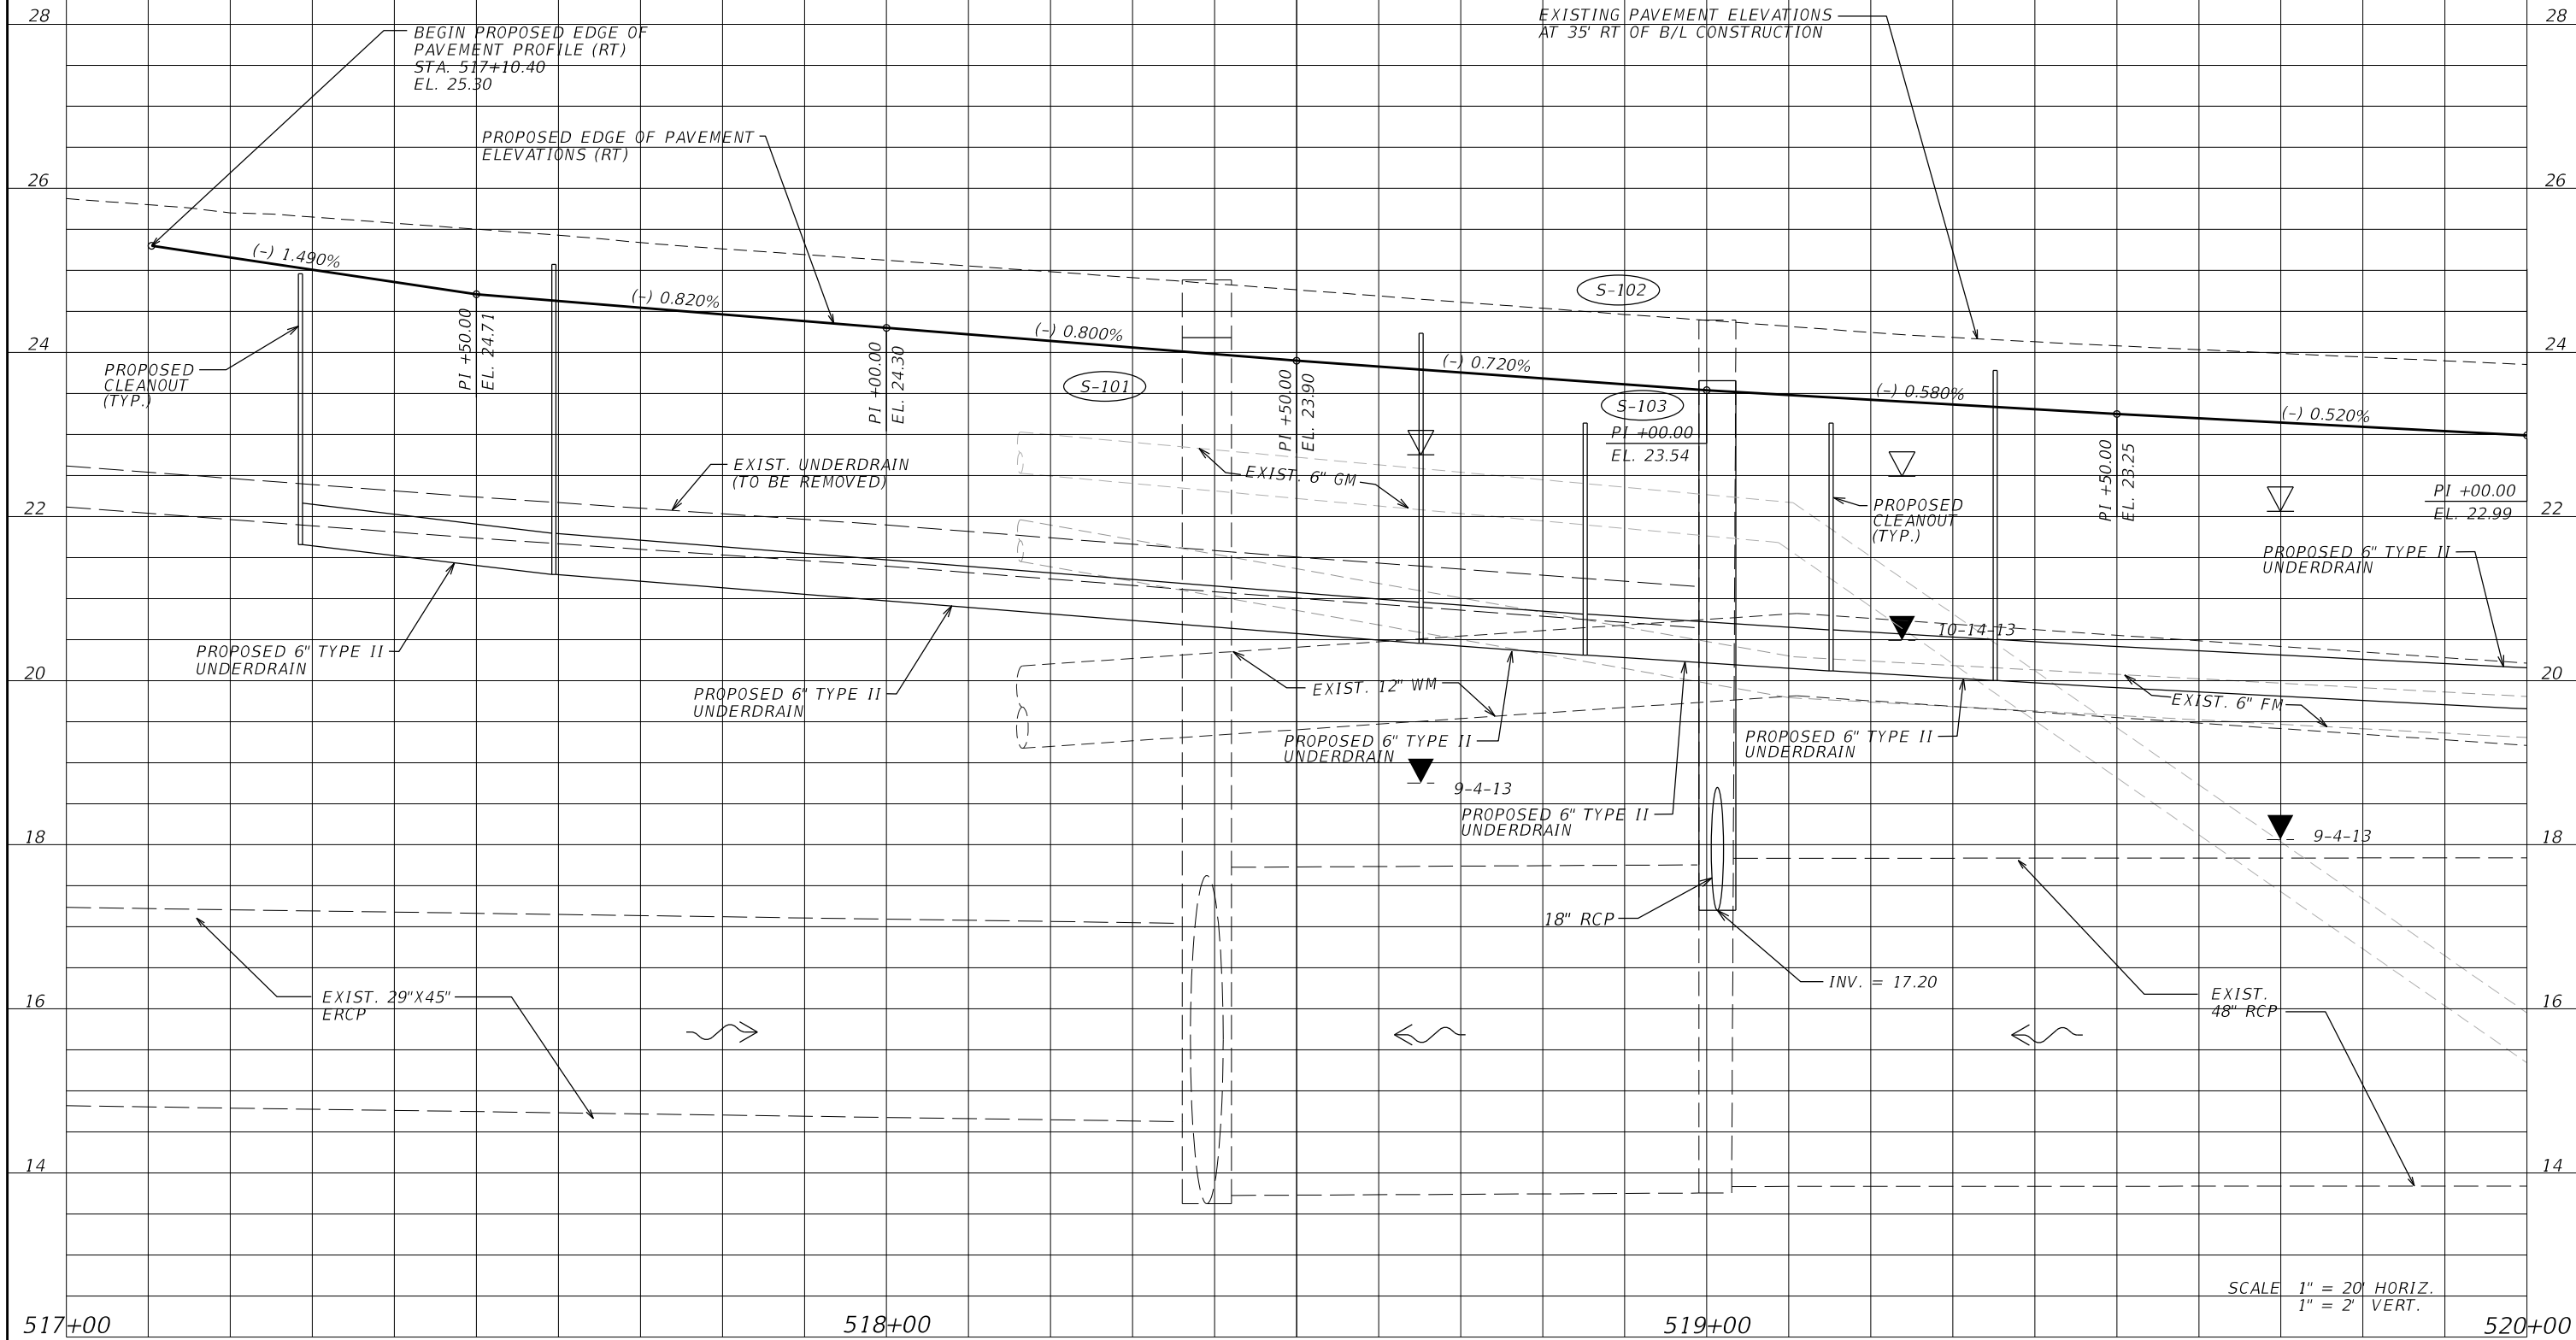 28
28
BEGIN PROPOSED EDGE OF
PAVEMENT PROFILE (RT)
STA. 517+10.40
EL. 25.30
EXISTING PAVEMENT ELEVATIONS
AT 35' RT OF B/L CONSTRUCTION
PROPOSED EDGE OF PAVEMENT
ELEVATIONS (RT)
26
26
(-) 1.490%
(-) 0.820%
(-) 0.800%
(-) 0.720%
(-) 0.580%
(-) 0.520%
S-102
24
24
PROPOSED
CLEANOUT
(TYP.)
PI +50.00
EL. 24.71
PI +00.00
EL. 24.30
S-101
PI +50.00
EL. 23.90
S-103
PI +00.00
EL. 23.54
PI +50.00
EL. 23.25
PI +00.00
EL. 22.99
EXIST. UNDERDRAIN
(TO BE REMOVED)
EXIST. 6" GM
PROPOSED
CLEANOUT
(TYP.)
22
22
PROPOSED 6" TYPE II
UNDERDRAIN
10-14-13
PROPOSED 6" TYPE II
UNDERDRAIN
20
20
PROPOSED 6" TYPE II
UNDERDRAIN
EXIST. 12" WM
EXIST. 6" FM
PROPOSED 6" TYPE II
UNDERDRAIN
PROPOSED 6" TYPE II
UNDERDRAIN
9-4-13
PROPOSED 6" TYPE II
UNDERDRAIN
18
18
9-4-13
18" RCP
INV. = 17.20
16
16
EXIST. 29"X45"
ERCP
EXIST.
48" RCP
14
14
SCALE 1" = 20' HORIZ.
1" = 2' VERT.
517+00
518+00
519+00
520+00